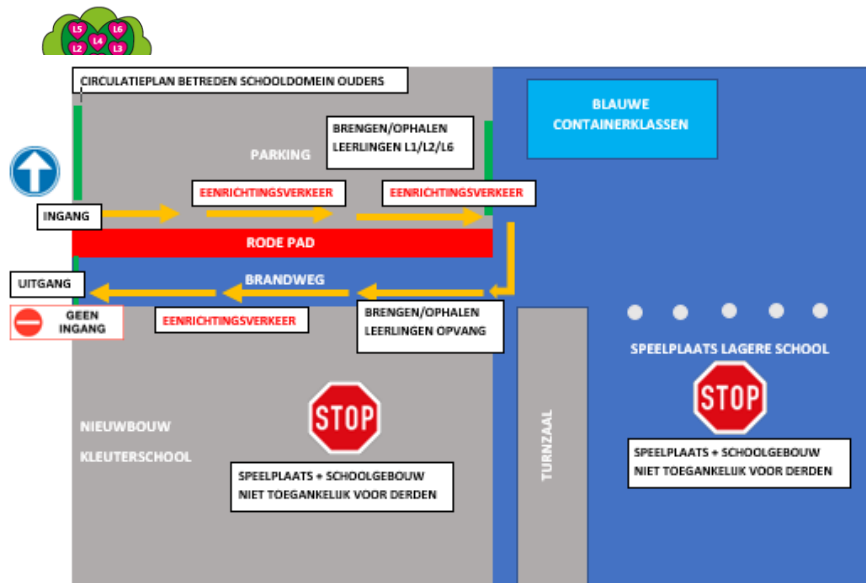 L5 L6
L4
L2 L3
CIRCULATIEPLAN BETREDEN SCHOOLDOMEIN OUDERS
BLAUWE
CONTAINERKLASSEN
BRENGEN/OPHALEN
LEERLINGEN L1/L2/L6
PARKING
EENRICHTINGSVERKEER
EENRICHTINGSVERKEER
INGANG
RODE PAD
UITGANG
BRANDWEG
GEEN
INGANG
EENRICHTINGSVERKEER
BRENGEN/OPHALEN
LEERLINGEN OPVANG
SPEELPLAATS LAGERE SCHOOL
STOP
STOP
NIEUWBOUW
KLEUTERSCHOOL
SPEELPLAATS + SCHOOLGEBOUW
NIET TOEGANKELIJK VOOR DERDEN
TURNZAAL
SPEELPLAATS + SCHOOLGEBOUW
NIET TOEGANKELIJK VOOR DERDEN